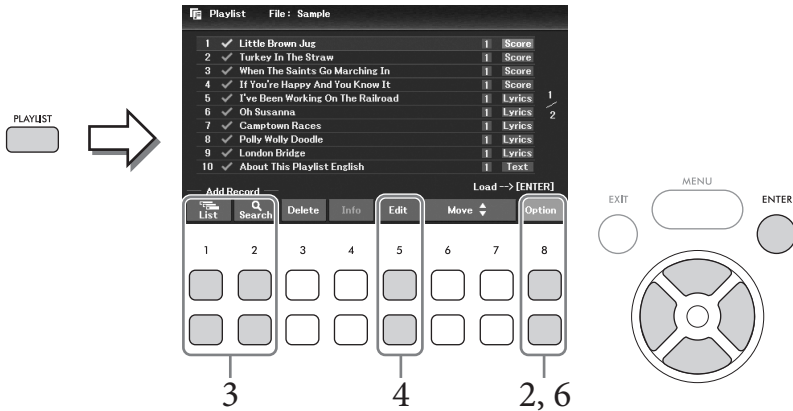 Playlist File: Sample
1 Little Brown Jug 1 Score
2 Turkey In The Straw 1 Score
3 When The Saints Go Marching In 1 Score
4 If You're Happy And You Know It 1 Score
5 I've Been Working On The Railroad 1 Lyrics
6 Oh Susanna 1 Lyrics
7 Camptown Races 1 Lyrics
8 Polly Wolly Doodle 1 Lyrics
9 London Bridge 1 Lyrics
10 About This Playlist English 1 Text
1/2
PLAYLIST
Add Record Load-->[ENTER]
List Search Delete Info Edit Move Option
1 2 3 4 5 6 7 8
3 4 2, 6
EXIT MENU ENTER